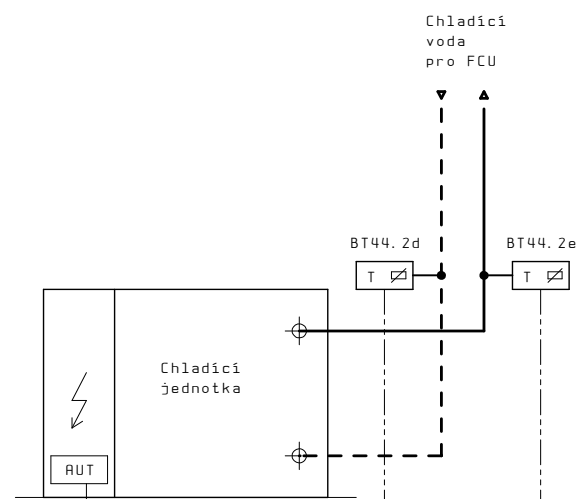 Chladící
voda
pro FCU
BT44.2d
BT44.2e
T
T
Chladící
jednotka
AUT